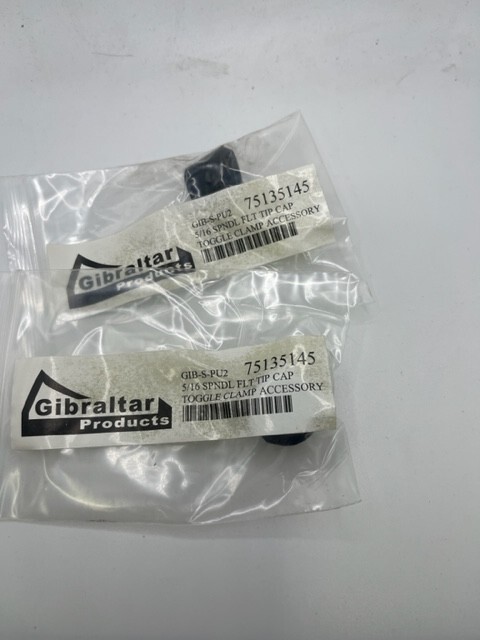 Gibraltar
Products
GIB-S-PU2 75135145
5/16 SPNDL FLT TIP CAP
TOGGLE CLAMP ACCESSORY
Gibraltar
Products
GIB-S-PU2 75135145
5/16 SPNDL FLT TIP CAP
TOGGLE CLAMP ACCESSORY